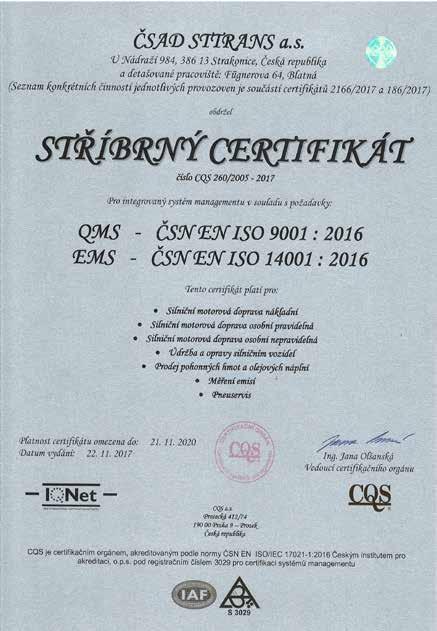 ČSAD STTRANS a.s.
U Nádraží 984, 386 13 Strakonice, Česká republika
a detašované pracoviště: Fügnerova 64, Blatná
(Seznam konkrétních činností jednotlivých provozoven je součástí certifikátů 2166/2017 a 186/2017)
obdržel
STŘÍBRNÝ CERTIFIKÁT
číslo CQS 260/2005 - 2017
Pro integrovaný systém managementu v souladu s požadavky:
QMS - ČSN EN ISO 9001 : 2016
EMS - ČSN EN ISO 14001 : 2016
Tento certifikát platí pro:
• Silniční motorová doprava nákladní
• Silniční motorová doprava osobní pravidelná
• Silniční motorová doprava osobní nepravidelná
• Údržba a opravy silničním vozidel
• Prodej pohonných hmot a olejových náplní
• Měření emisí
• Pneuservis
Platnost certifikátu omezena do: 21. 11. 2020
Datum vydání: 22. 11. 2017
CQS
Ing. Jana Olšanská
Vedoucí certifikačního orgánu
IQNet
CQS
CQS a.s.
Prosecká 412/74
190 00 Praha 9 – Prosek
Česká republika
CQS je certifikačním orgánem, akreditovaným podle normy ČSN EN ISO/IEC 17021-1:2016 Českým institutem pro
akreditaci, o.p.s. pod registračním číslem 3029 pro certifikaci systémů managementu
IAF
S 3029